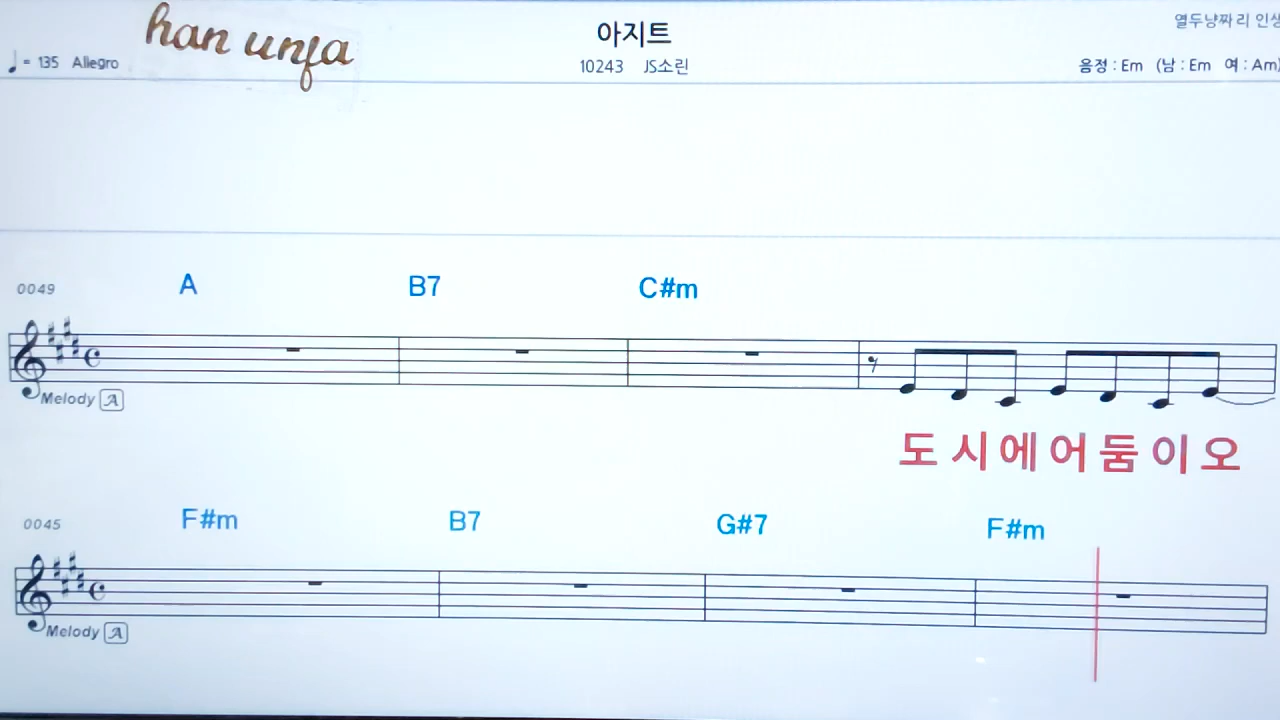 han unfa
아지트
열두냥짜리 인생
♩= 135 Allegro
10243 JS소린
음정 : Em (남 : Em 여 : Am)
0049 A B7 C#m
Melody A
도 시 에 어 둠 이 오
0045 F#m B7 G#7 F#m
Melody A